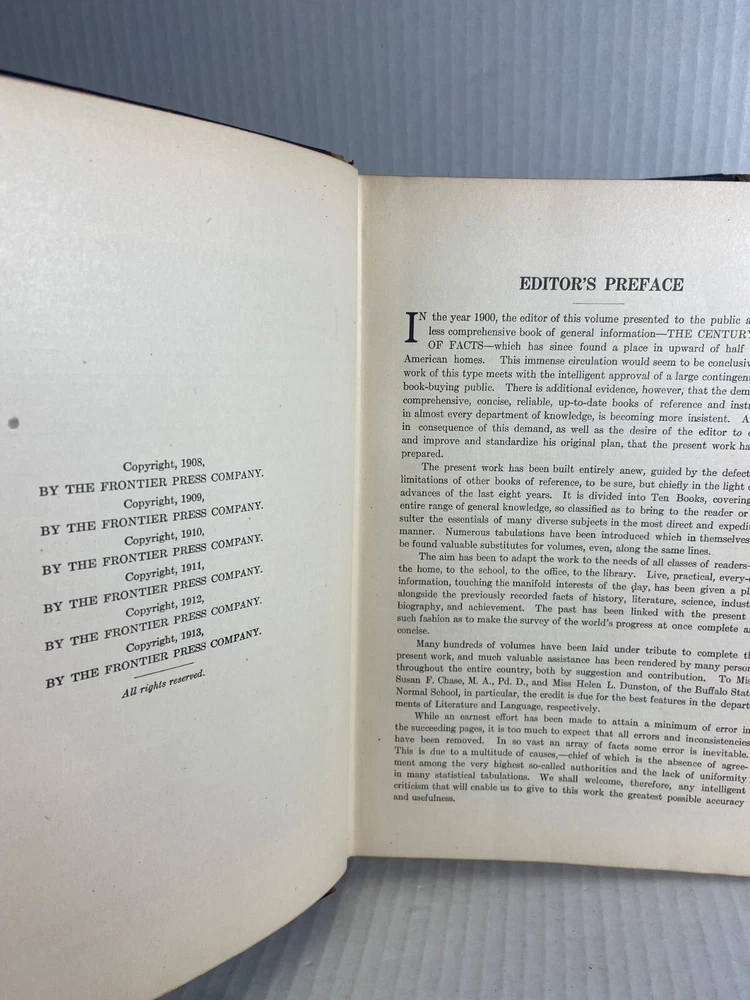 Copyright, 1908,
BY THE FRONTIER PRESS COMPANY.
Copyright, 1909,
BY THE FRONTIER PRESS COMPANY.
Copyright, 1910,
BY THE FRONTIER PRESS COMPANY.
Copyright, 1911,
BY THE FRONTIER PRESS COMPANY.
Copyright, 1912,
BY THE FRONTIER PRESS COMPANY.
Copyright, 1913,
BY THE FRONTIER PRESS COMPANY.
All rights reserved.
EDITOR'S PREFACE
IN the year 1900, the editor of this volume presented to the public a
less comprehensive book of general information—THE CENTURY
OF FACTS—which has since found a place in upward of half
American homes. This immense circulation would seem to be conclusiv
work of this type meets with the intelligent approval of a large contingent
book-buying public. There is additional evidence, however, that the dem
comprehensive, concise, reliable, up-to-date books of reference and instr
in almost every department of knowledge, is becoming more insistent. A
in consequence of this demand, as well as the desire of the editor to e
and improve and standardize his original plan, that the present work ha
prepared.
The present work has been built entirely anew, guided by the defect
limitations of other books of reference, to be sure, but chiefly in the light o
advances of the last eight years. It is divided into Ten Books, covering
entire range of general knowledge, so classified as to bring to the reader or
sulter the essentials of many diverse subjects in the most direct and expedi
manner. Numerous tabulations have been introduced which in themselves
be found valuable substitutes for volumes, even, along the same lines.
The aim has been to adapt the work to the needs of all classes of readers—
the home, to the school, to the office, to the library. Live, practical, every-
information, touching the manifold interests of the day, has been given a pl
alongside the previously recorded facts of history, literature, science, indust
biography, and achievement. The past has been linked with the present
such fashion as to make the survey of the world's progress at once complete a
concise.
Many hundreds of volumes have been laid under tribute to complete th
present work, and much valuable assistance has been rendered by many person
throughout the entire country, both by suggestion and contribution. To Mis
Susan F. Chase, M. A., Pd. D., and Miss Helen L. Dunston, of the Buffalo Stat
Normal School, in particular, the credit is due for the best features in the depart
ments of Literature and Language, respectively.
While an earnest effort has been made to attain a minimum of error in
the succeeding pages, it is too much to expect that all errors and inconsistencies
have been removed. In so vast an array of facts some error is inevitable.
This is due to a multitude of causes,—chief of which is the absence of agree-
ment among the very highest so-called authorities and the lack of uniformity
in many statistical tabulations. We shall welcome, therefore, any intelligent
criticism that will enable us to give to this work the greatest possible accuracy
and usefulness.